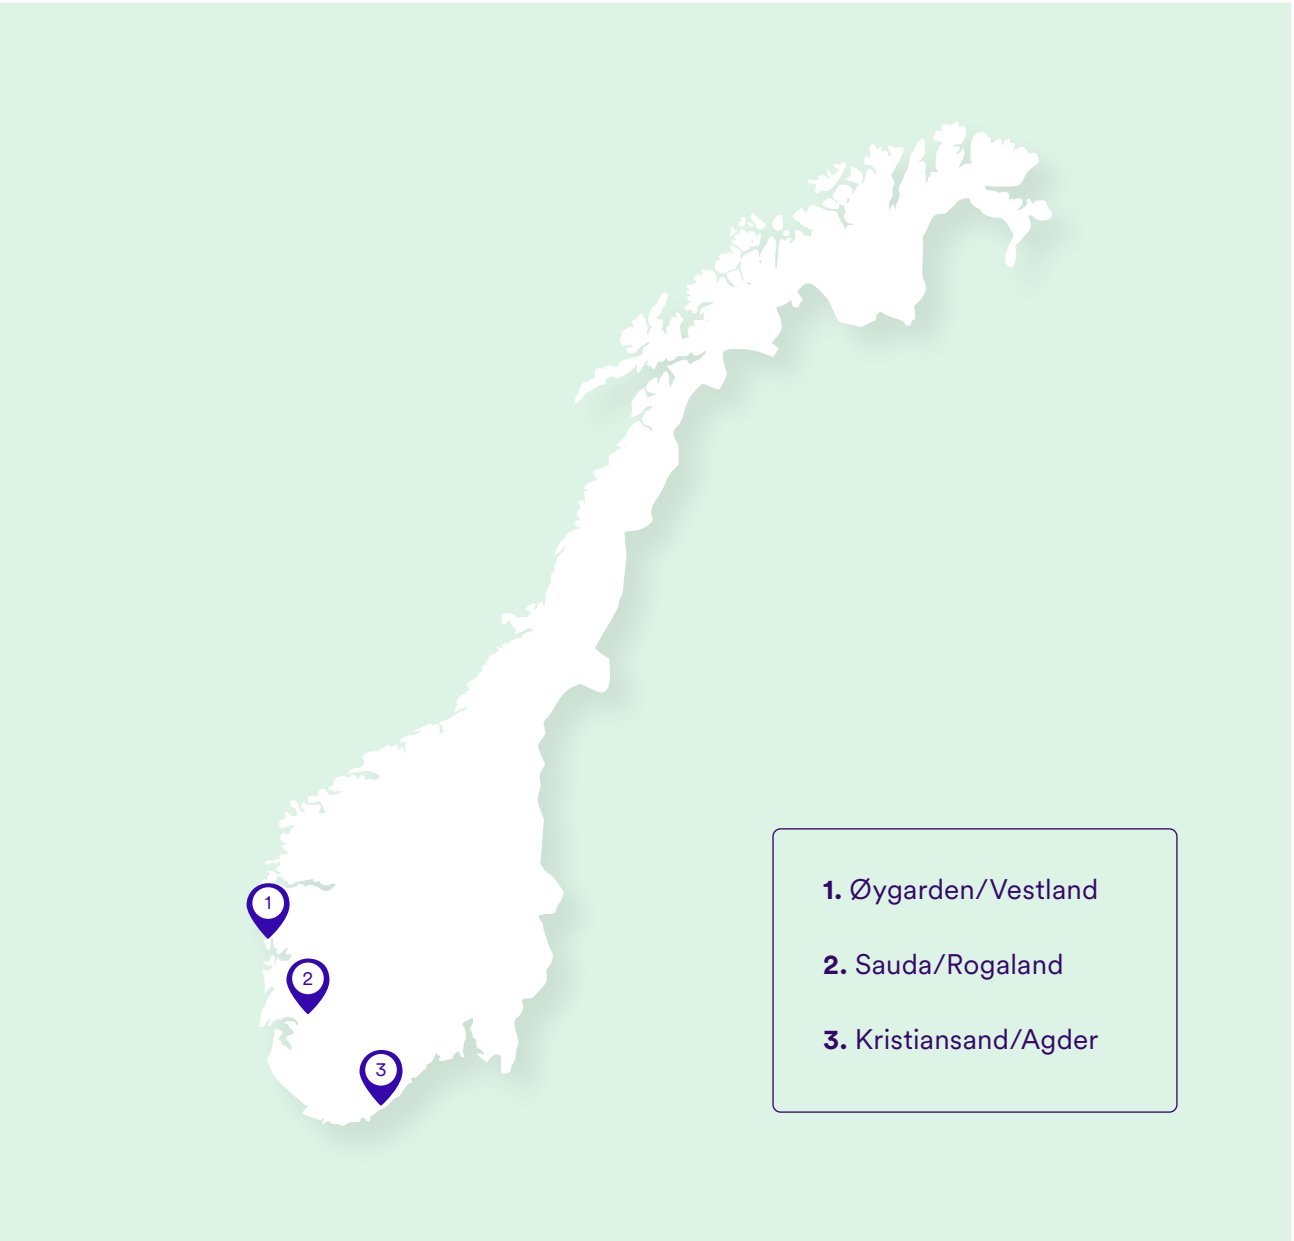 1
2
3
1. Øygarden/Vestland
2. Sauda/Rogaland
3. Kristiansand/Agder